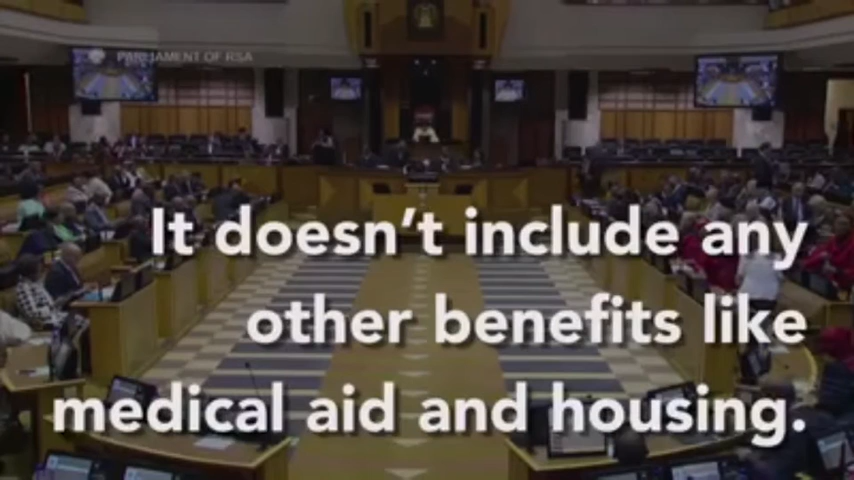 PARLIAMENT OF RSA
It doesn't include any
other benefits like
medical aid and housing.